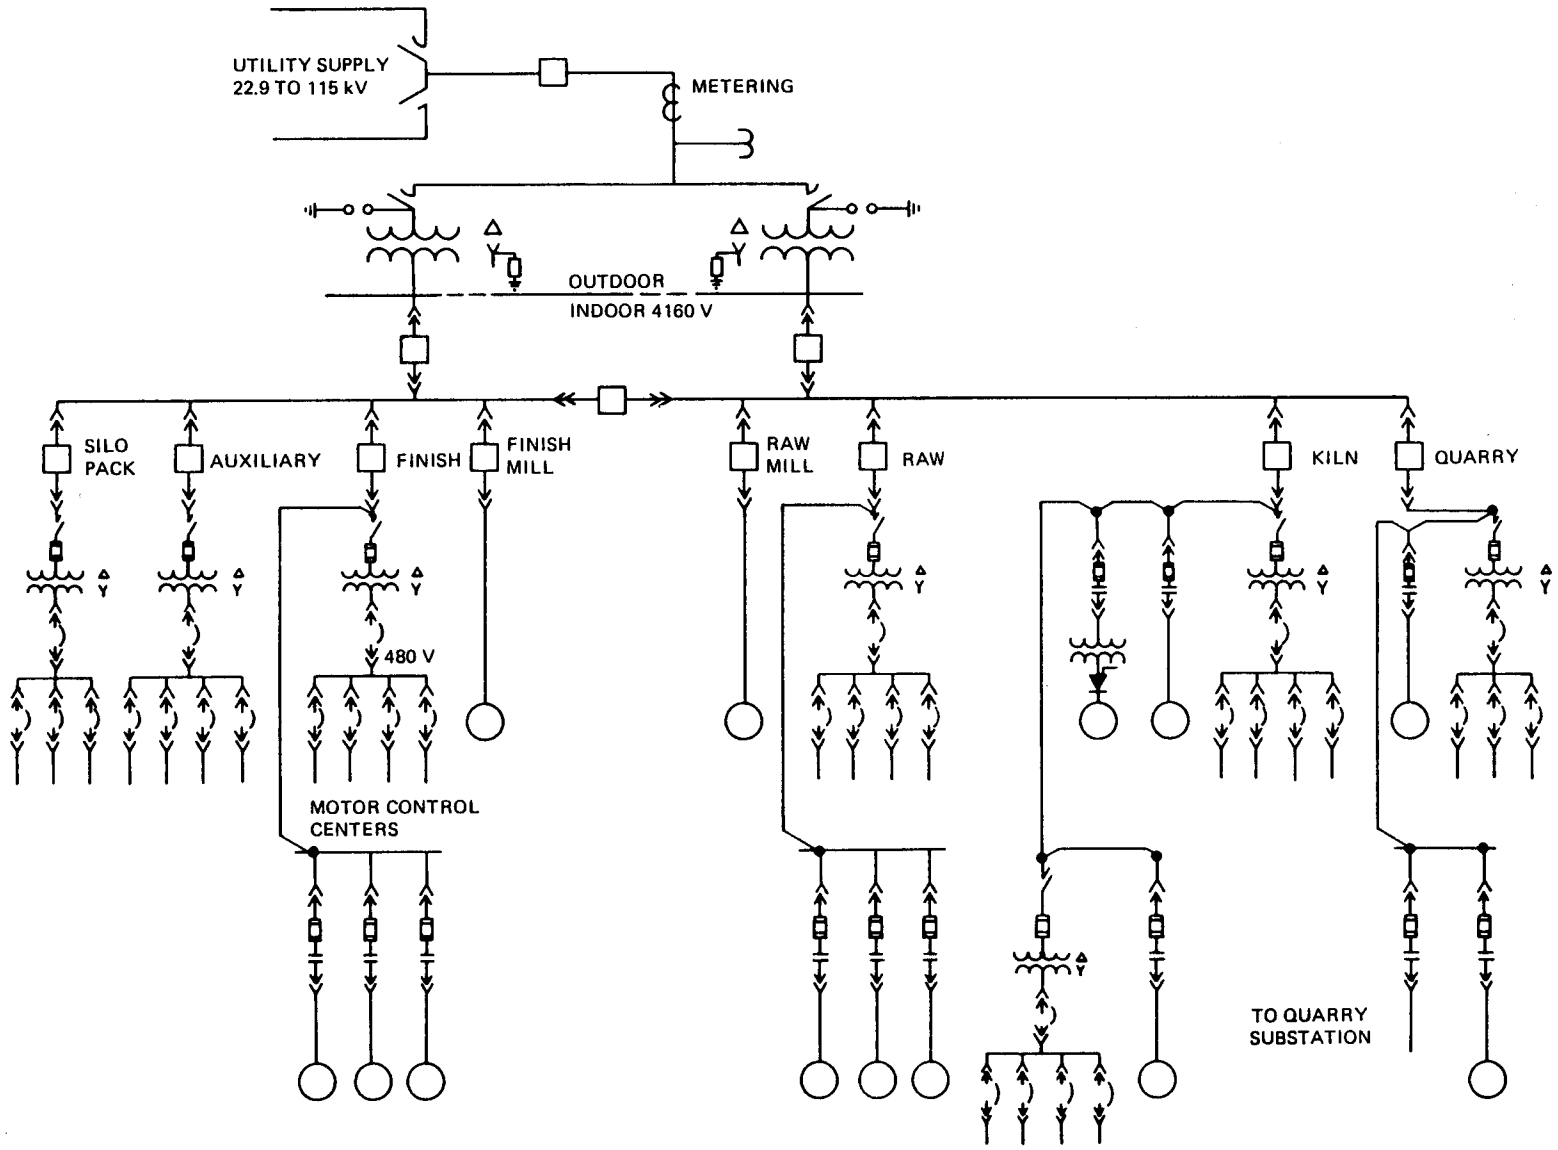 UTILITY SUPPLY
22.9 TO 115 kV
METERING
Δ
Y
Δ
Y
OUTDOOR
INDOOR 4160 V
SILO
PACK
AUXILIARY
FINISH
FINISH
MILL
RAW
MILL
RAW
KILN
QUARRY
Δ
Y
Δ
Y
Δ
Y
Δ
Y
Δ
Y
Δ
Y
480 V
MOTOR CONTROL
CENTERS
Δ
Y
TO QUARRY
SUBSTATION